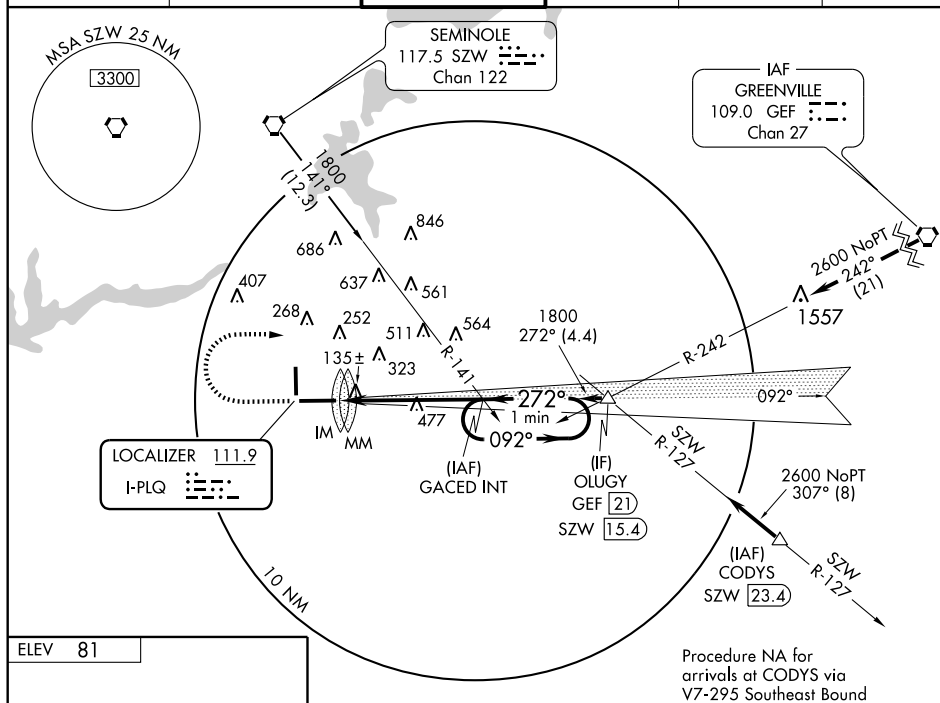 MSA SZW 25 NM
3300
SEMINOLE
117.5 SZW
Chan 122
IAF
GREENVILLE
109.0 GEF
Chan 27
1800
141°
(12.3)
846
686
637
561
407
268
252
511
564
323
135±
477
1800
272° (4.4)
2600 NoPT
242°
(21)
1557
R-242
R-141
272°
1 min
092°
092°
IM
MM
LOCALIZER 111.9
I-PLQ
(IAF)
GACED INT
(IF)
OLUGY
GEF 21
SZW 15.4
SZW
R-127
2600 NoPT
307° (8)
(IAF)
CODYS
SZW 23.4
SZW
R-127
10 NM
ELEV 81
Procedure NA for
arrivals at CODYS via
V7-295 Southeast Bound